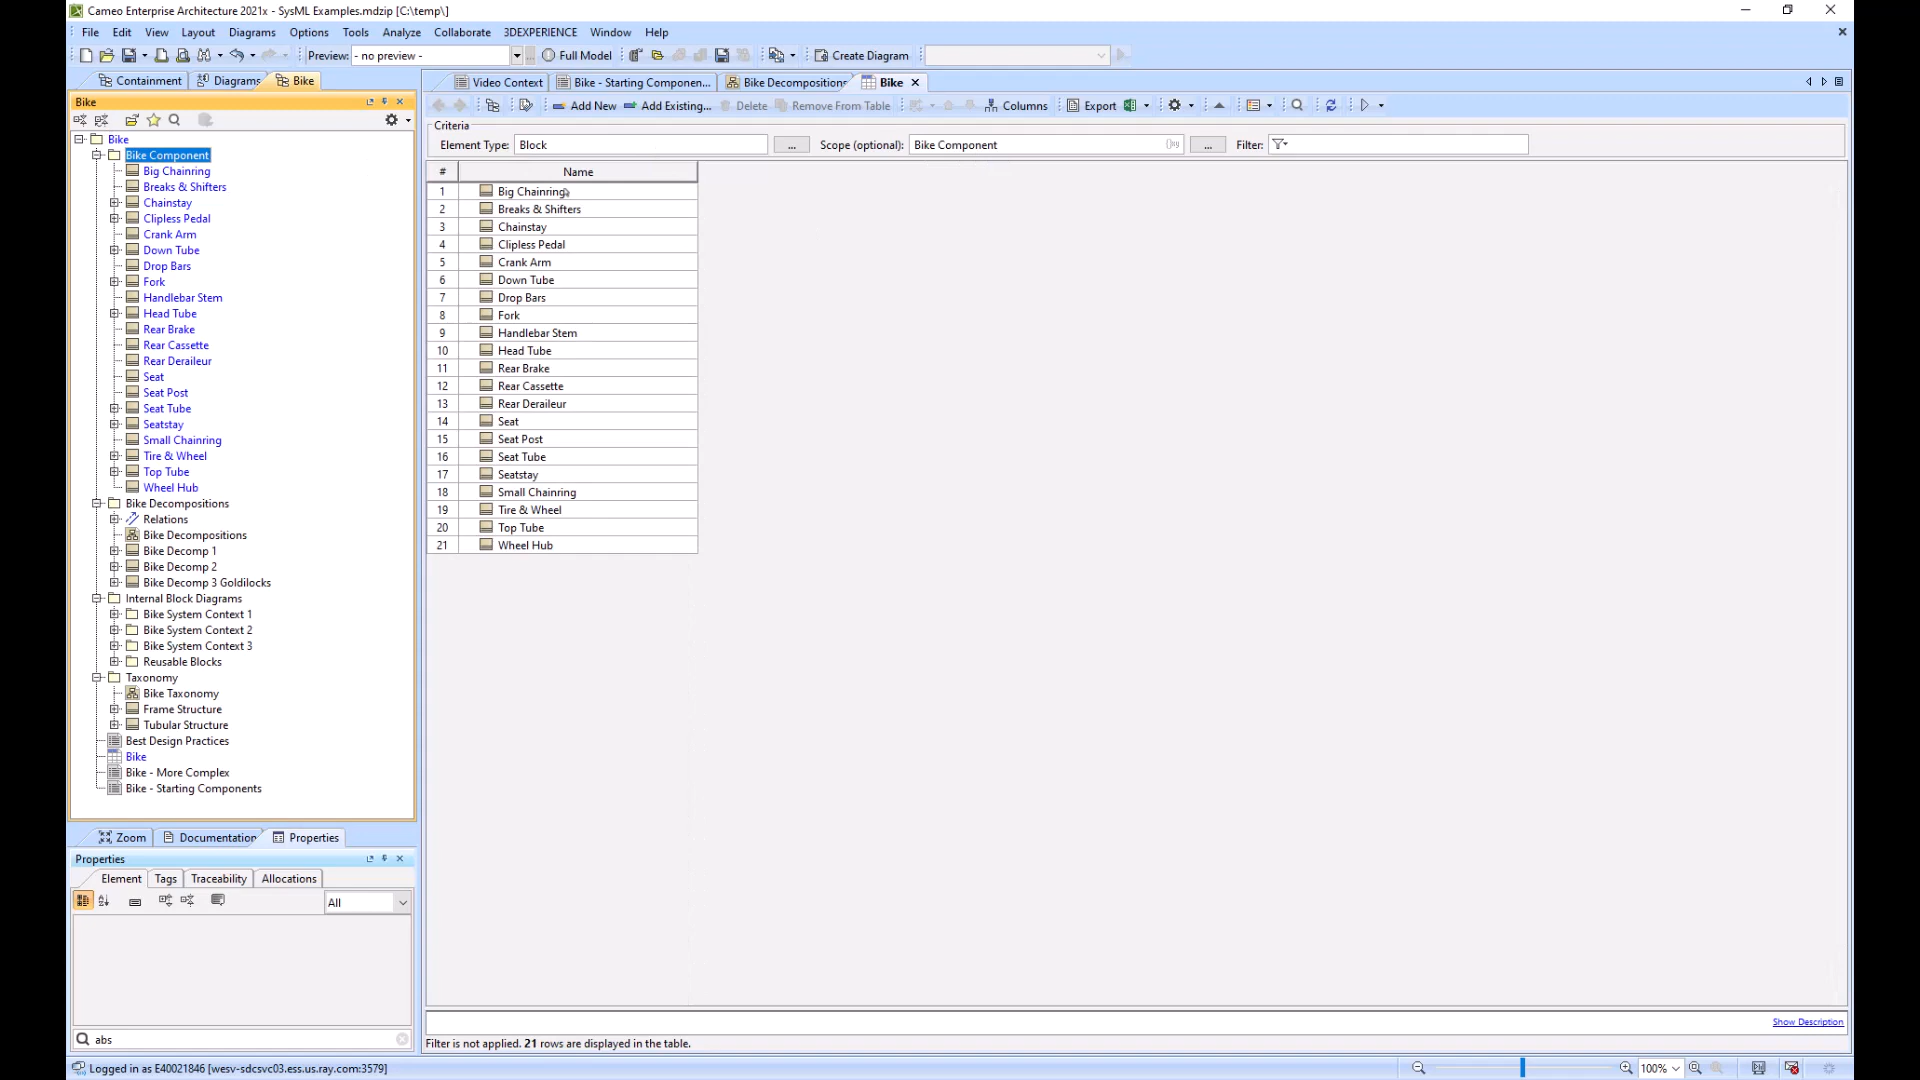 Cameo Enterprise Architecture 2021x - SysML Examples.mdzip [C:\temp\]
File Edit View Layout Diagrams Options Tools Analyze Collaborate 3DEXPERIENCE Window Help
Preview: - no preview - ... Full Model Create Diagram
Containment Diagrams Bike
Video Context Bike - Starting Componen... Bike Decompositions Bike
Bike
Add New Add Existing... Delete Remove From Table Columns Export
Criteria
Element Type: Block ... Scope (optional): Bike Component ... Filter:
Bike
Bike Component
Big Chainring
Breaks & Shifters
Chainstay
Clipless Pedal
Crank Arm
Down Tube
Drop Bars
Fork
Handlebar Stem
Head Tube
Rear Brake
Rear Cassette
Rear Deraileur
Seat
Seat Post
Seat Tube
Seatstay
Small Chainring
Tire & Wheel
Top Tube
Wheel Hub
Bike Decompositions
Relations
Bike Decompositions
Bike Decomp 1
Bike Decomp 2
Bike Decomp 3 Goldilocks
Internal Block Diagrams
Bike System Context 1
Bike System Context 2
Bike System Context 3
Reusable Blocks
Taxonomy
Bike Taxonomy
Frame Structure
Tubular Structure
Best Design Practices
Bike
Bike - More Complex
Bike - Starting Components
# Name
1 Big Chainring
2 Breaks & Shifters
3 Chainstay
4 Clipless Pedal
5 Crank Arm
6 Down Tube
7 Drop Bars
8 Fork
9 Handlebar Stem
10 Head Tube
11 Rear Brake
12 Rear Cassette
13 Rear Deraileur
14 Seat
15 Seat Post
16 Seat Tube
17 Seatstay
18 Small Chainring
19 Tire & Wheel
20 Top Tube
21 Wheel Hub
Zoom Documentation Properties
Properties
Element Tags Traceability Allocations
All
abs
Show Description
Filter is not applied. 21 rows are displayed in the table.
Logged in as E40021846 [wesv-sdcsvc03.ess.us.ray.com:3579]
100%